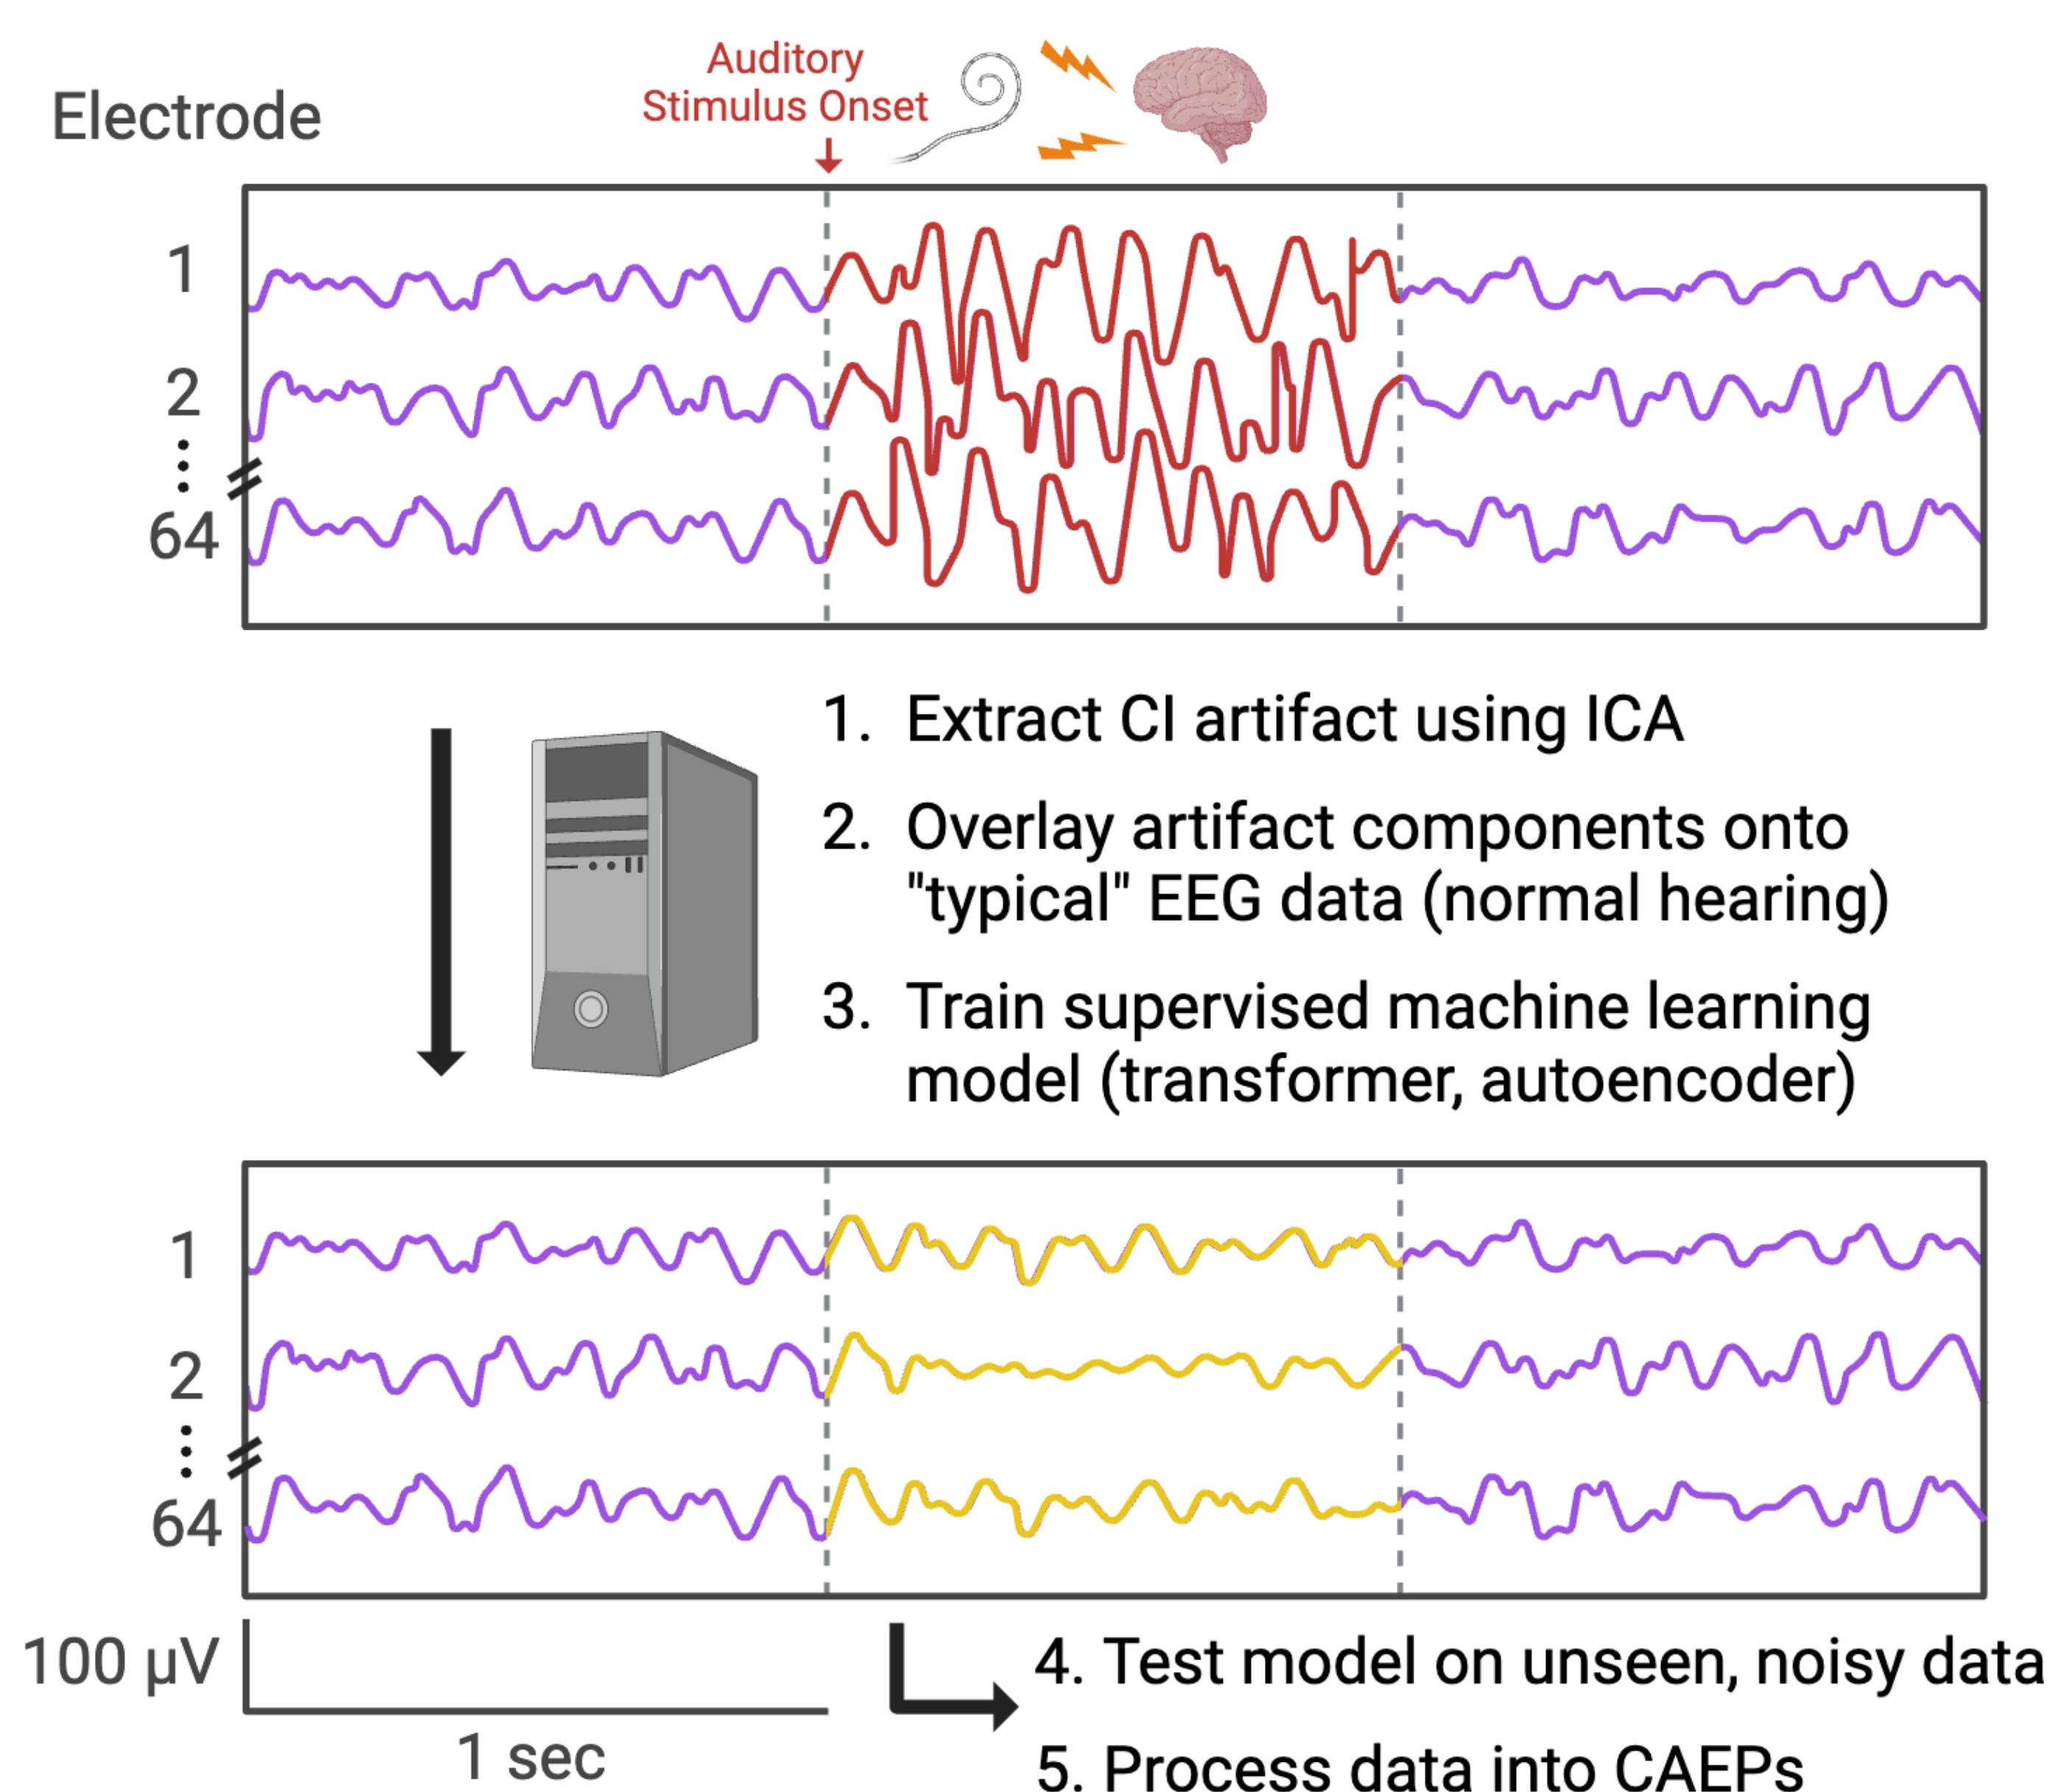 Auditory
Stimulus Onset
Electrode
1
2
64
1. Extract CI artifact using ICA
2. Overlay artifact components onto
"typical" EEG data (normal hearing)
3. Train supervised machine learning
model (transformer, autoencoder)
1
2
64
100 µV
1 sec
4. Test model on unseen, noisy data
5. Process data into CAEPs